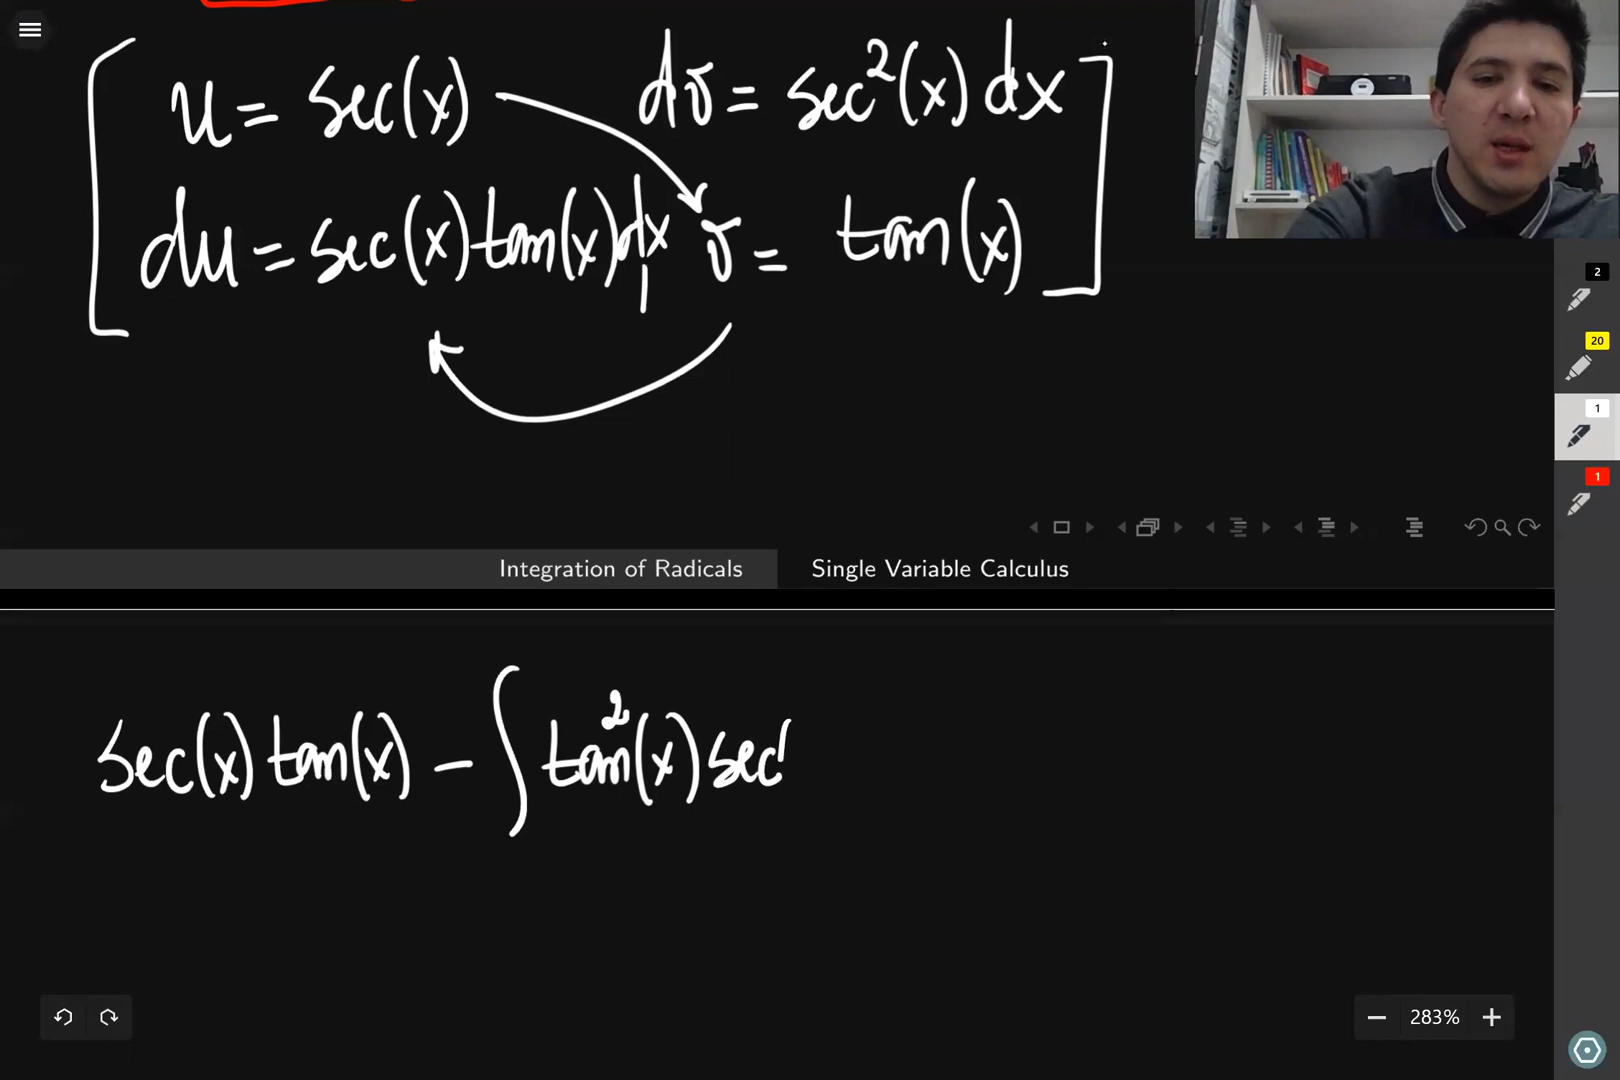 u = sec(x) dv = sec²(x) dx
du = sec(x) tan(x) dx v = tan(x)
2
20
1
1
Integration of Radicals Single Variable Calculus
sec(x) tan(x) − ∫ tan²(x) sec(
283%